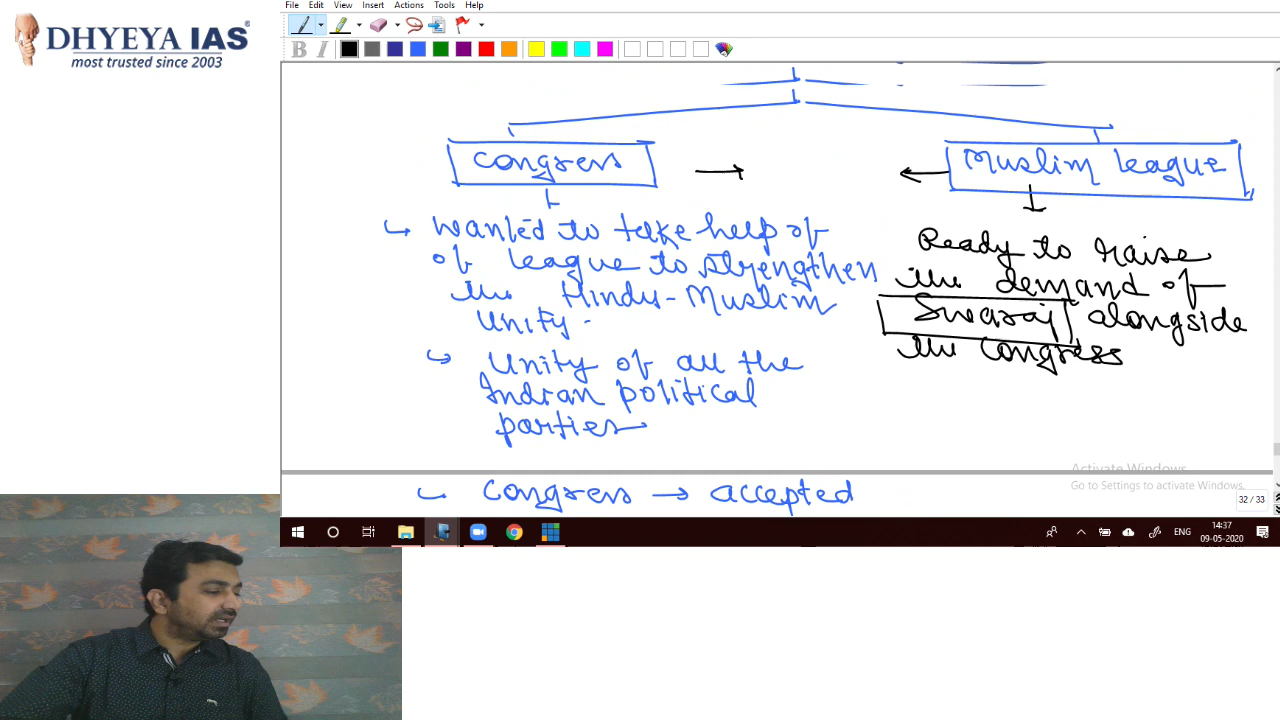 DHYEYA IAS®
most trusted since 2003
File Edit View Insert Actions Tools Help
B I
Congress
Muslim League
Wanted to take help of
of League to strengthen
the Hindu-Muslim
Unity
Unity of all the
Indian political
parties
Ready to raise
the demand of
Swaraj alongside
the Congress
Congress → accepted
Activate Windows
Go to Settings to activate Windows.
32 / 33
ENG
14:37
09-05-2020